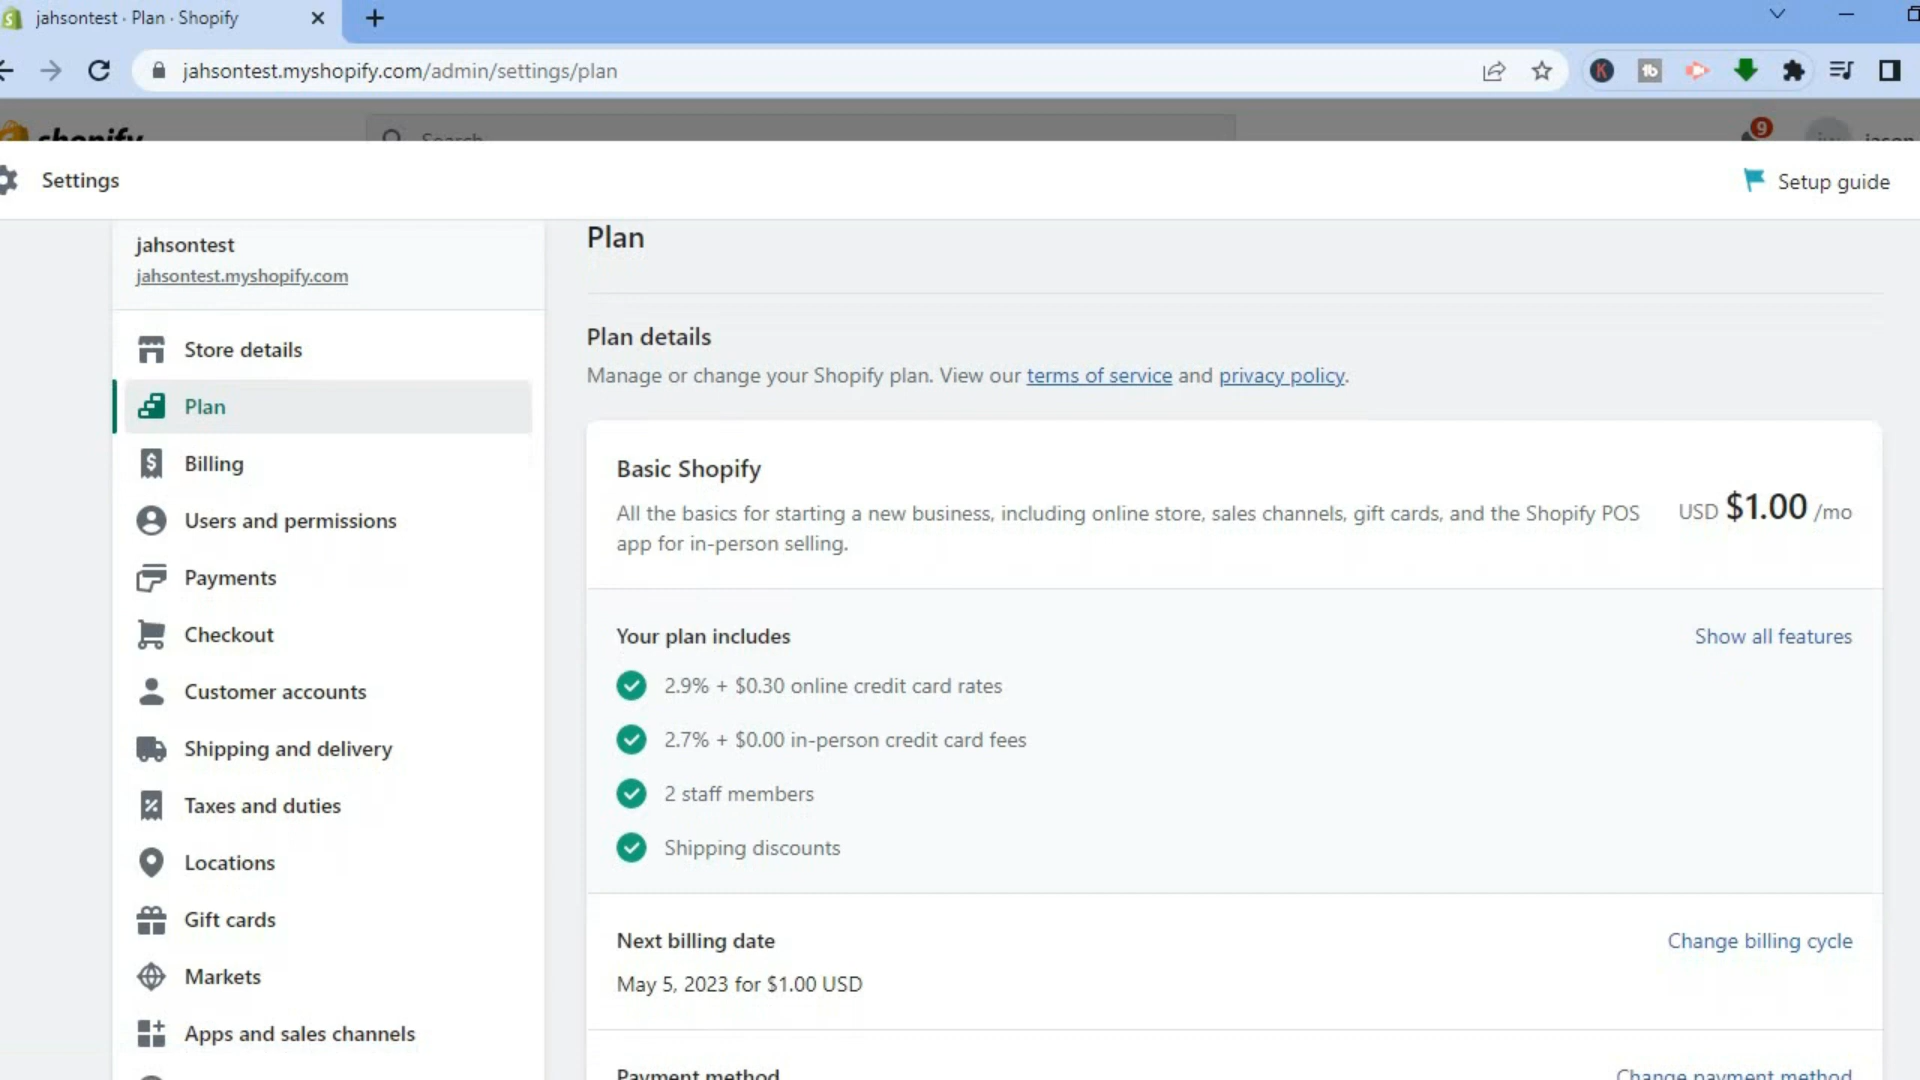 jahsontest · Plan · Shopify
jahsontest.myshopify.com/admin/settings/plan
shopify
Search
9
jason
Settings
Setup guide
jahsontest
jahsontest.myshopify.com
Store details
Plan
Billing
Users and permissions
Payments
Checkout
Customer accounts
Shipping and delivery
Taxes and duties
Locations
Gift cards
Markets
Apps and sales channels
Plan
Plan details
Manage or change your Shopify plan. View our terms of service and privacy policy.
Basic Shopify
All the basics for starting a new business, including online store, sales channels, gift cards, and the Shopify POS
app for in-person selling.
USD $1.00 /mo
Your plan includes
Show all features
2.9% + $0.30 online credit card rates
2.7% + $0.00 in-person credit card fees
2 staff members
Shipping discounts
Next billing date
Change billing cycle
May 5, 2023 for $1.00 USD
Payment method
Change payment method